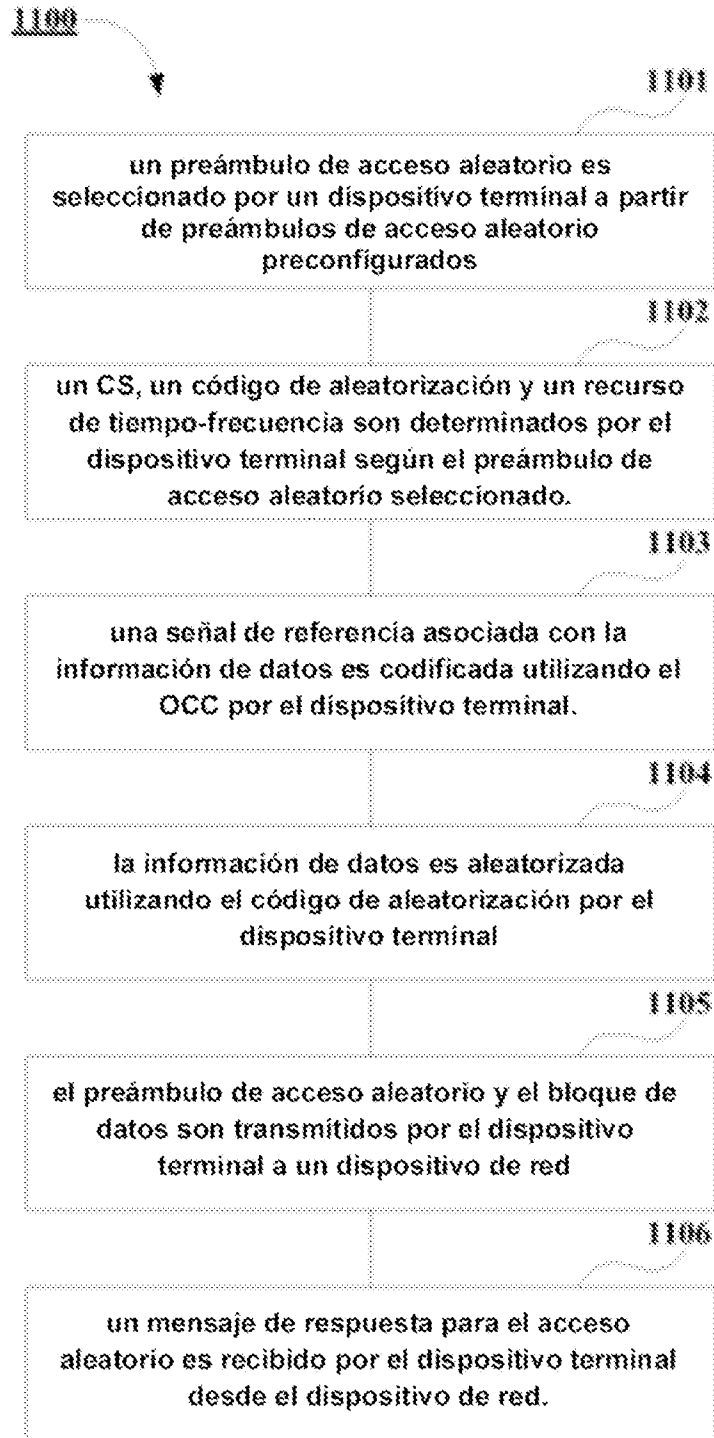 1100
1101
un preámbulo de acceso aleatorio es
seleccionado por un dispositivo terminal a partir
de preámbulos de acceso aleatorio
preconfigurados
1102
un CS, un código de aleatorización y un recurso
de tiempo-frecuencia son determinados por el
dispositivo terminal según el preámbulo de
acceso aleatorio seleccionado.
1103
una señal de referencia asociada con la
información de datos es codificada utilizando el
OCC por el dispositivo terminal.
1104
la información de datos es aleatorizada
utilizando el código de aleatorización por el
dispositivo terminal
1105
el preámbulo de acceso aleatorio y el bloque de
datos son transmitidos por el dispositivo
terminal a un dispositivo de red
1106
un mensaje de respuesta para el acceso
aleatorio es recibido por el dispositivo terminal
desde el dispositivo de red.